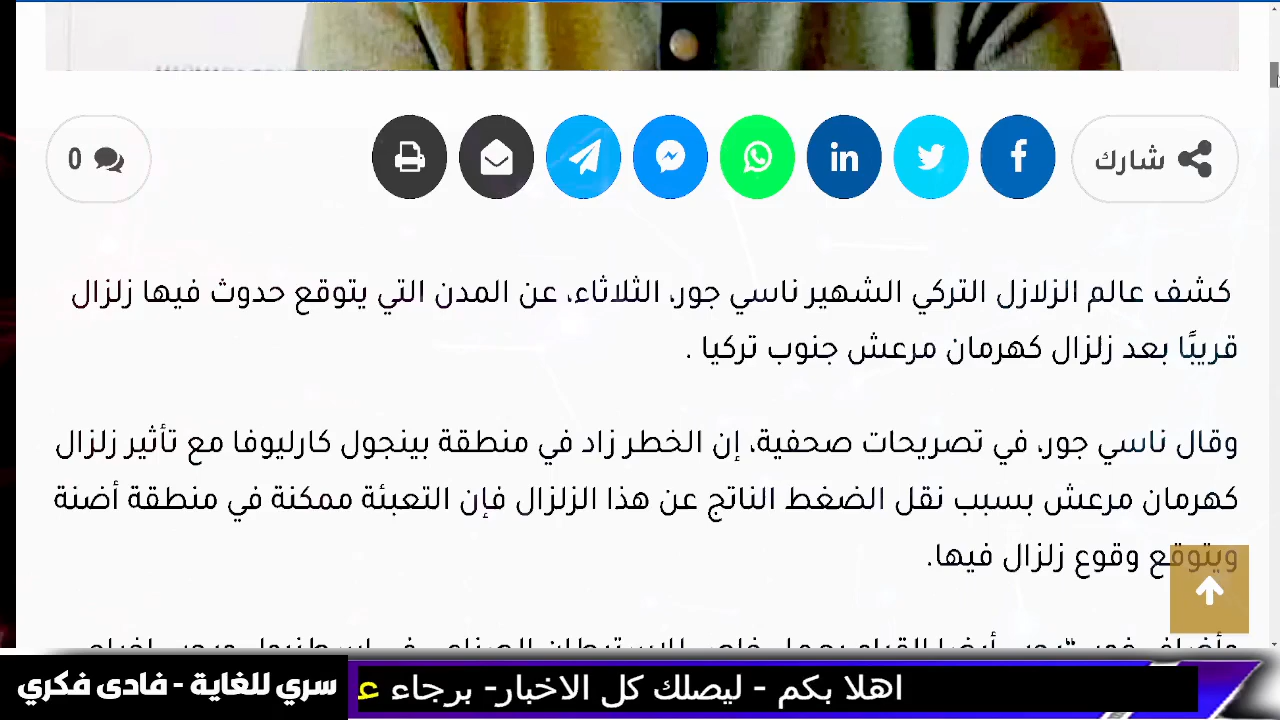 شارك
0
كشف عالم الزلازل التركي الشهير ناسي جور، الثلاثاء، عن المدن التي يتوقع حدوث فيها زلزال
قريبًا بعد زلزال كهرمان مرعش جنوب تركيا .
وقال ناسي جور، في تصريحات صحفية، إن الخطر زاد في منطقة بينجول كارليوفا مع تأثير زلزال
كهرمان مرعش بسبب نقل الضغط الناتج عن هذا الزلزال فإن التعبئة ممكنة في منطقة أضنة
ويتوقع وقوع زلزال فيها.
اهلا بكم - ليصلك كل الاخبار- برجاء
سري للغاية - فادى فكري